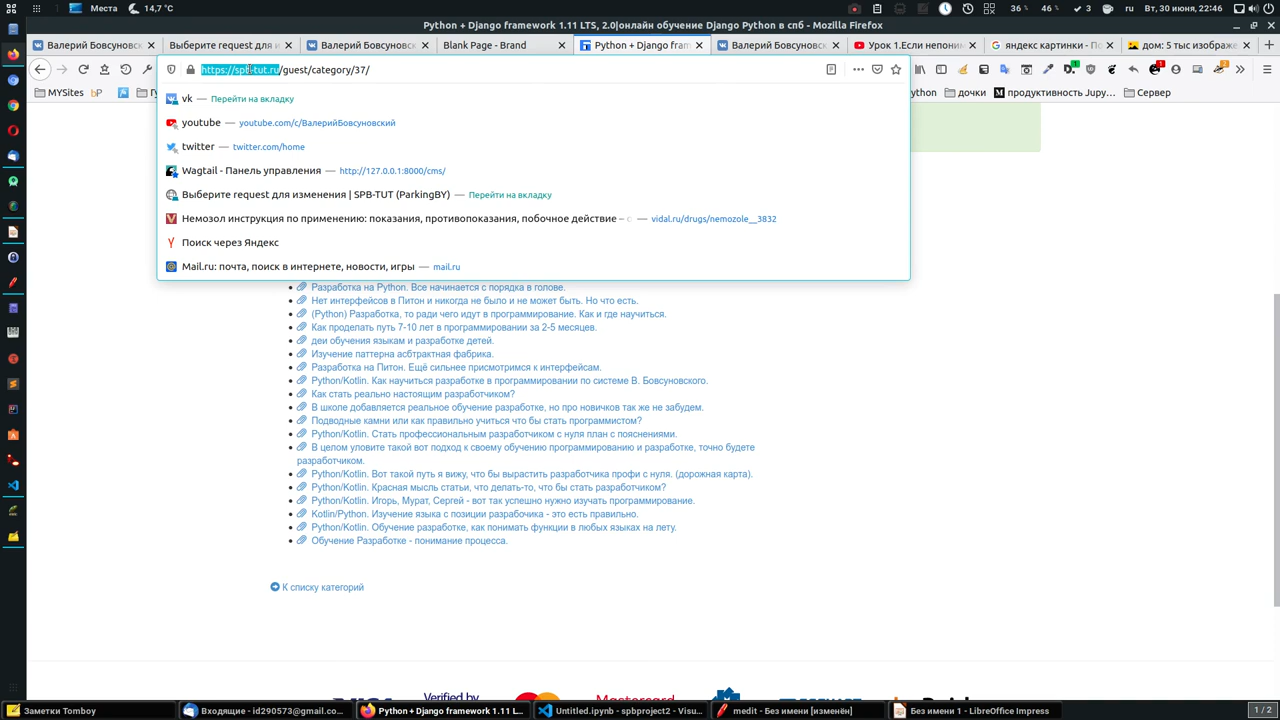 Места
14,7 °C
36 %
46 %
3
ru
Вт, 30 июня, 22:46
Python + Django framework 1.11 LTS, 2.0|онлайн обучение Django Python в спб - Mozilla Firefox
Валерий Бовсуновск
Выберите request для и
Валерий Бовсуновск
Blank Page - Brand
Python + Django fram
Валерий Бовсуновск
Урок 1.Если непоним
яндекс картинки - П
дом: 5 тыс изображе
https://spb-tut.ru/guest/category/37/
MYSites
bP
ython
дочки
продуктивность Jupy…
Сервер
vk — Перейти на вкладку
youtube — youtube.com/c/ВалерийБовсуновский
twitter — twitter.com/home
Wagtail - Панель управления — http://127.0.0.1:8000/cms/
Выберите request для изменения | SPB-TUT (ParkingBY) — Перейти на вкладку
Немозол инструкция по применению: показания, противопоказания, побочное действие – о — vidal.ru/drugs/nemozole__3832
Поиск через Яндекс
Mail.ru: почта, поиск в интернете, новости, игры — mail.ru
Разработка на Python. Все начинается с порядка в голове.
Нет интерфейсов в Питон и никогда не было и не может быть. Но что есть.
(Python) Разработка, то ради чего идут в программирование. Как и где научиться.
Как проделать путь 7-10 лет в программировании за 2-5 месяцев.
деи обучения языкам и разработке детей.
Изучение паттерна асбтрактная фабрика.
Разработка на Питон. Ещё сильнее присмотримся к интерфейсам.
Python/Kotlin. Как научиться разработке в программировании по системе В. Бовсуновского.
Как стать реально настоящим разработчиком?
В школе добавляется реальное обучение разработке, но про новичков так же не забудем.
Подводные камни или как правильно учиться что бы стать программистом?
Python/Kotlin. Стать профессиональным разработчиком с нуля план с пояснениями.
В целом уловите такой вот подход к своему обучению программированию и разработке, точно будете
разработчиком.
Python/Kotlin. Вот такой путь я вижу, что бы вырастить разработчика профи с нуля. (дорожная карта).
Python/Kotlin. Красная мысль статьи, что делать-то, что бы стать разработчиком?
Python/Kotlin. Игорь, Мурат, Сергей - вот так успешно нужно изучать программирование.
Kotlin/Python. Изучение языка с позиции разрабочика - это есть правильно.
Python/Kotlin. Обучение разработке, как понимать функции в любых языках на лету.
Обучение Разработке - понимание процесса.
К списку категорий
Verified by
Mastercard
Заметки Tomboy
Входящие - id290573@gmail.co…
Python + Django framework 1.11 L…
Untitled.ipynb - spbproject2 - Visu…
medit - Без имени [изменён]
Без имени 1 - LibreOffice Impress
1 / 2